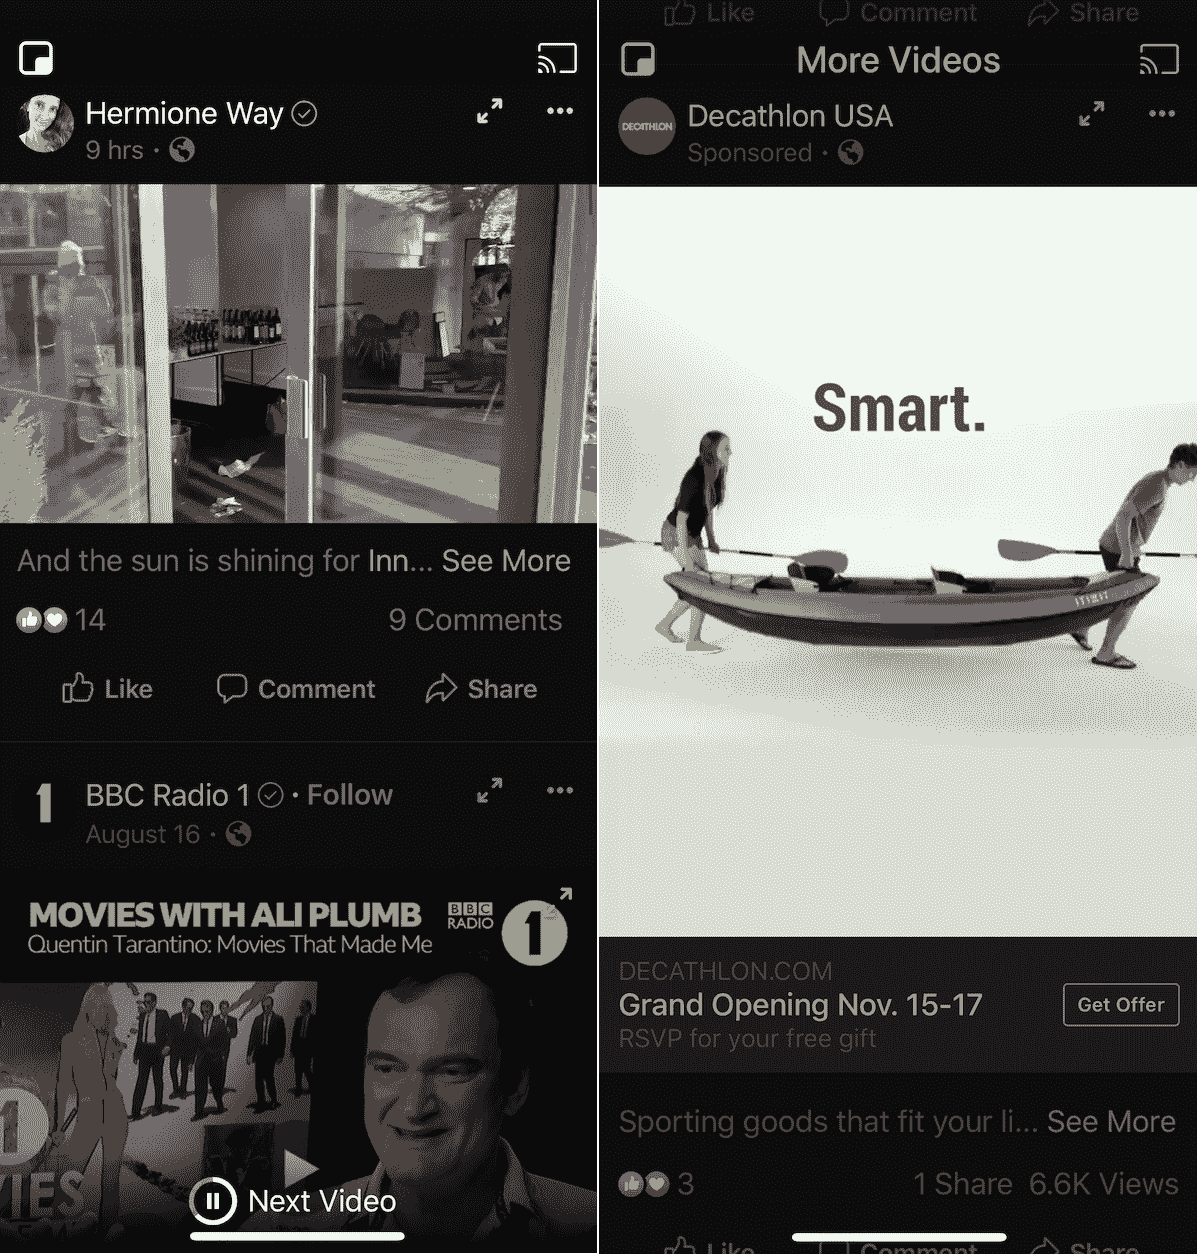 Hermione Way
9 hrs ·
And the sun is shining for Inn... See More
14
9 Comments
Like
Comment
Share
1
BBC Radio 1 · Follow
August 16 ·
MOVIES WITH ALI PLUMB
Quentin Tarantino: Movies That Made Me
BBC
RADIO
1
1
VIES
Next Video
Like
Comment
Share
More Videos
DECATHLON
Decathlon USA
Sponsored ·
Smart.
ITIWIT
DECATHLON.COM
Grand Opening Nov. 15-17
Get Offer
RSVP for your free gift
Sporting goods that fit your li... See More
3
1 Share
6.6K Views
Like
Comment
Share